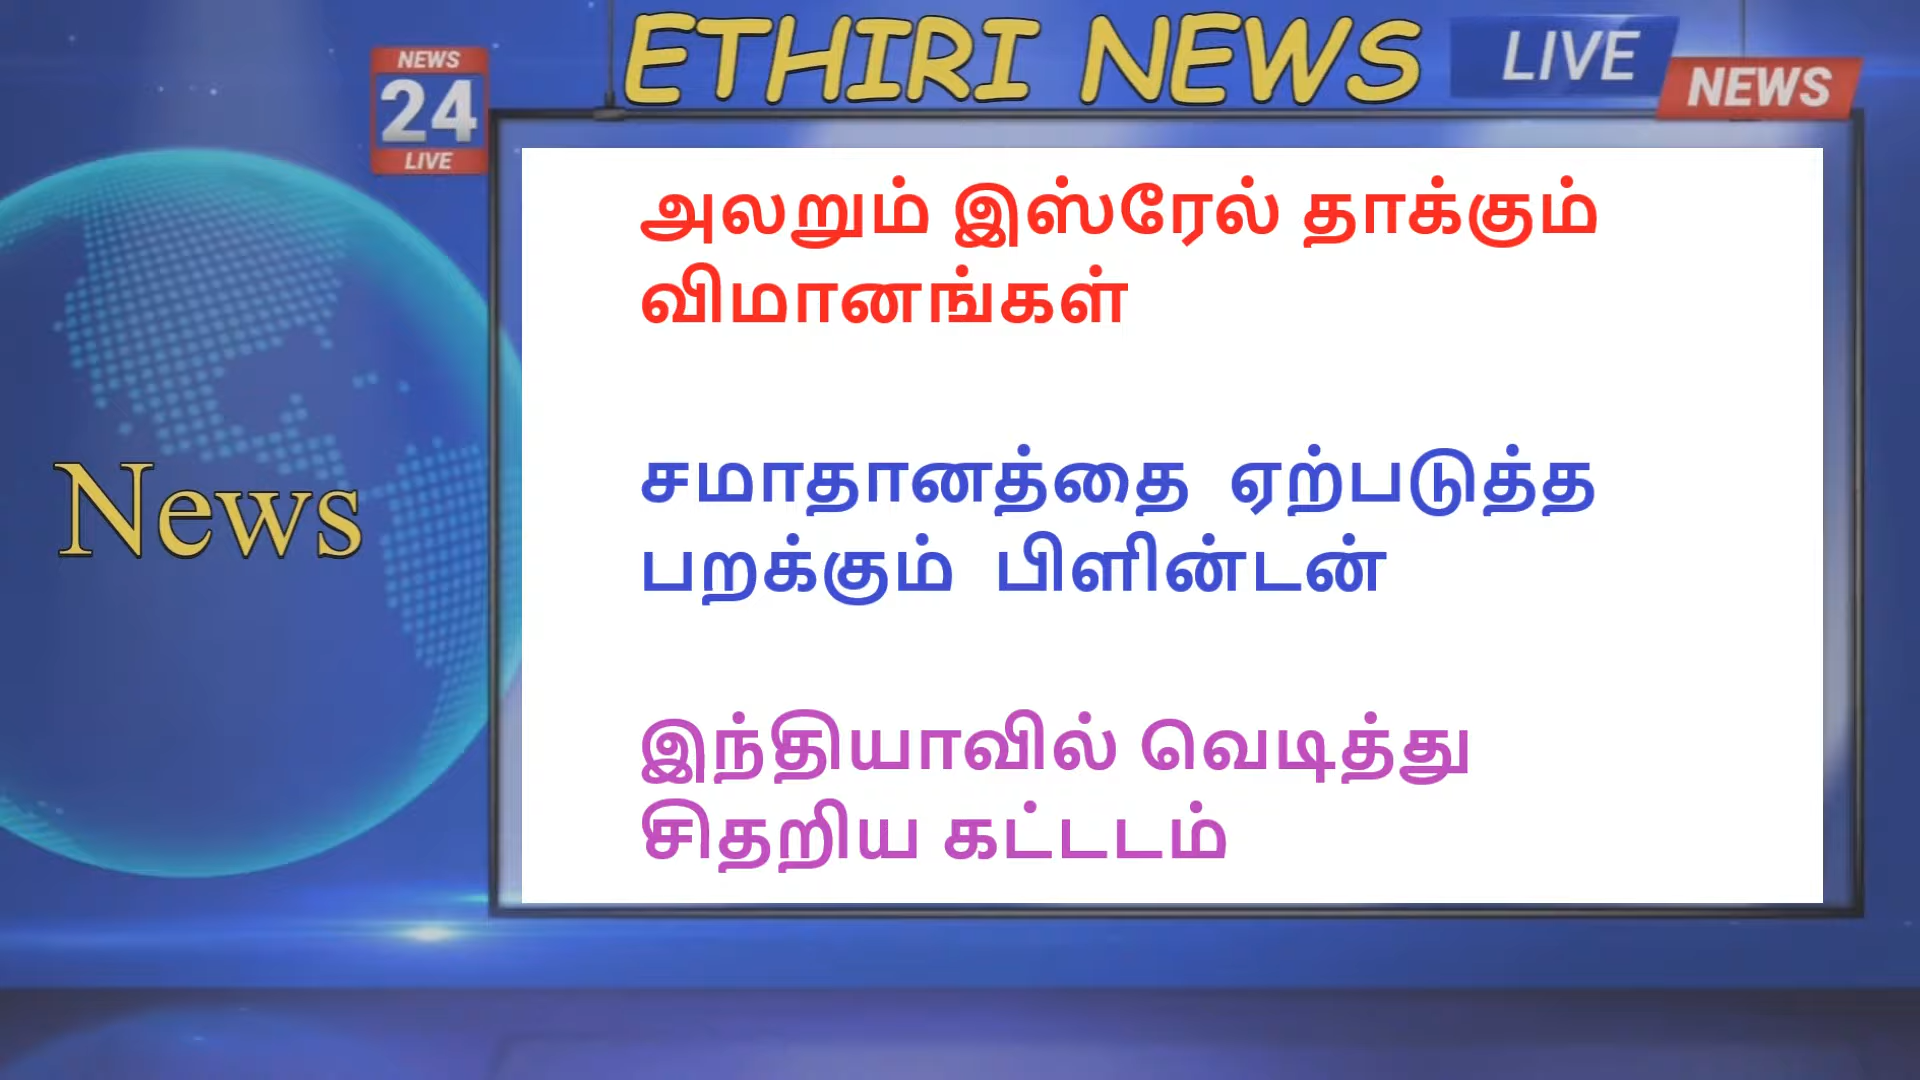 ETHIRI NEWS
LIVE
NEWS
NEWS
24
LIVE
News
அலறும் இஸ்ரேல் தாக்கும்
விமானங்கள்
சமாதானத்தை ஏற்படுத்த
பறக்கும் பிளின்டன்
இந்தியாவில் வெடித்து
சிதறிய கட்டடம்